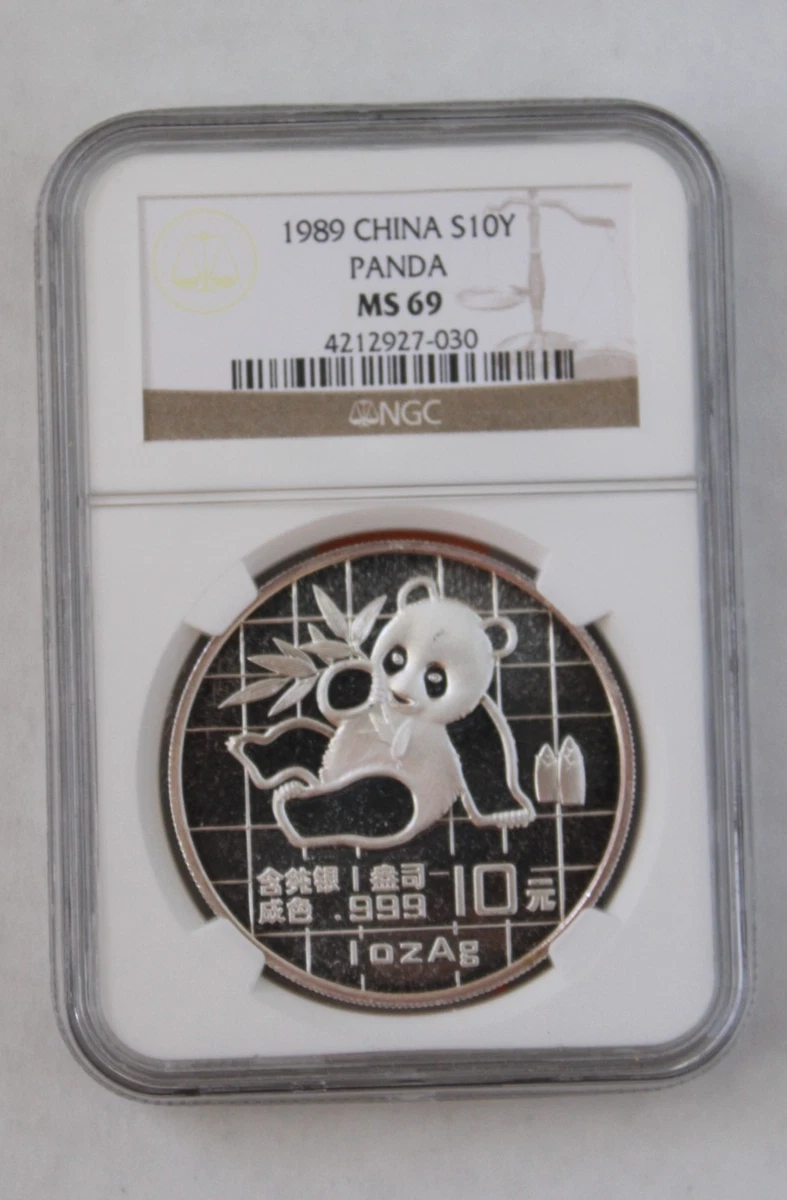 1989 CHINA S10Y
PANDA
MS 69
4212927-030
NGC
含纯银1盎司 10元
成色 .999
1ozAg